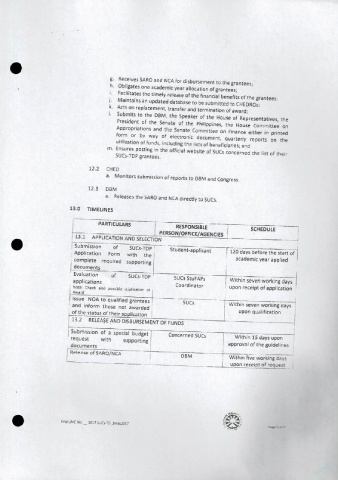 g. Receives SARO and NCA for disbursement to the grantees;
h. Obligates one academic year allocation of grantees;
i. Facilitates the timely release of the financial benefits of the grantees;
j. Maintains an updated database to be submitted to CHEDROs;
k. Acts on replacement, transfer and termination of award;
l. Submits to the DBM, the Speaker of the House of Representatives, the
President of the Senate of the Philippines, the House Committee on
Appropriations and the Senate Committee on Finance either in printed
form or by way of electronic document, quarterly reports on the
utilization of funds, including the lists of beneficiaries; and
m. Ensures posting in the official website of SUCs concerned the list of their
SUCs-TDP grantees.
12.2 CHED
a. Monitors submission of reports to DBM and Congress
12.3 DBM
a. Releases the SARO and NCA directly to SUCs.
13.0 TIMELINES
PARTICULARS RESPONSIBLE PERSON/OFFICE/AGENCIES SCHEDULE
13.1 APPLICATION AND SELECTION
Submission of SUCs-TDP Student-applicant 120 days before the start of
Application Form with the academic year applied
complete required supporting
documents
Evaluation of SUCs-TDP SUCs StuFAPs Within seven working days
applications Coordinator upon receipt of application
Issue NOA to qualified grantees SUCs Within seven working days
and inform those not awarded upon qualification
of the status of their application
13.2 RELEASE AND DISBURSEMENT OF FUNDS
Submission of a special budget Concerned SUCs Within 15 days upon
request with supporting approval of the guidelines
documents
Release of SARO/NCA DBM Within five working days
upon receipt of request